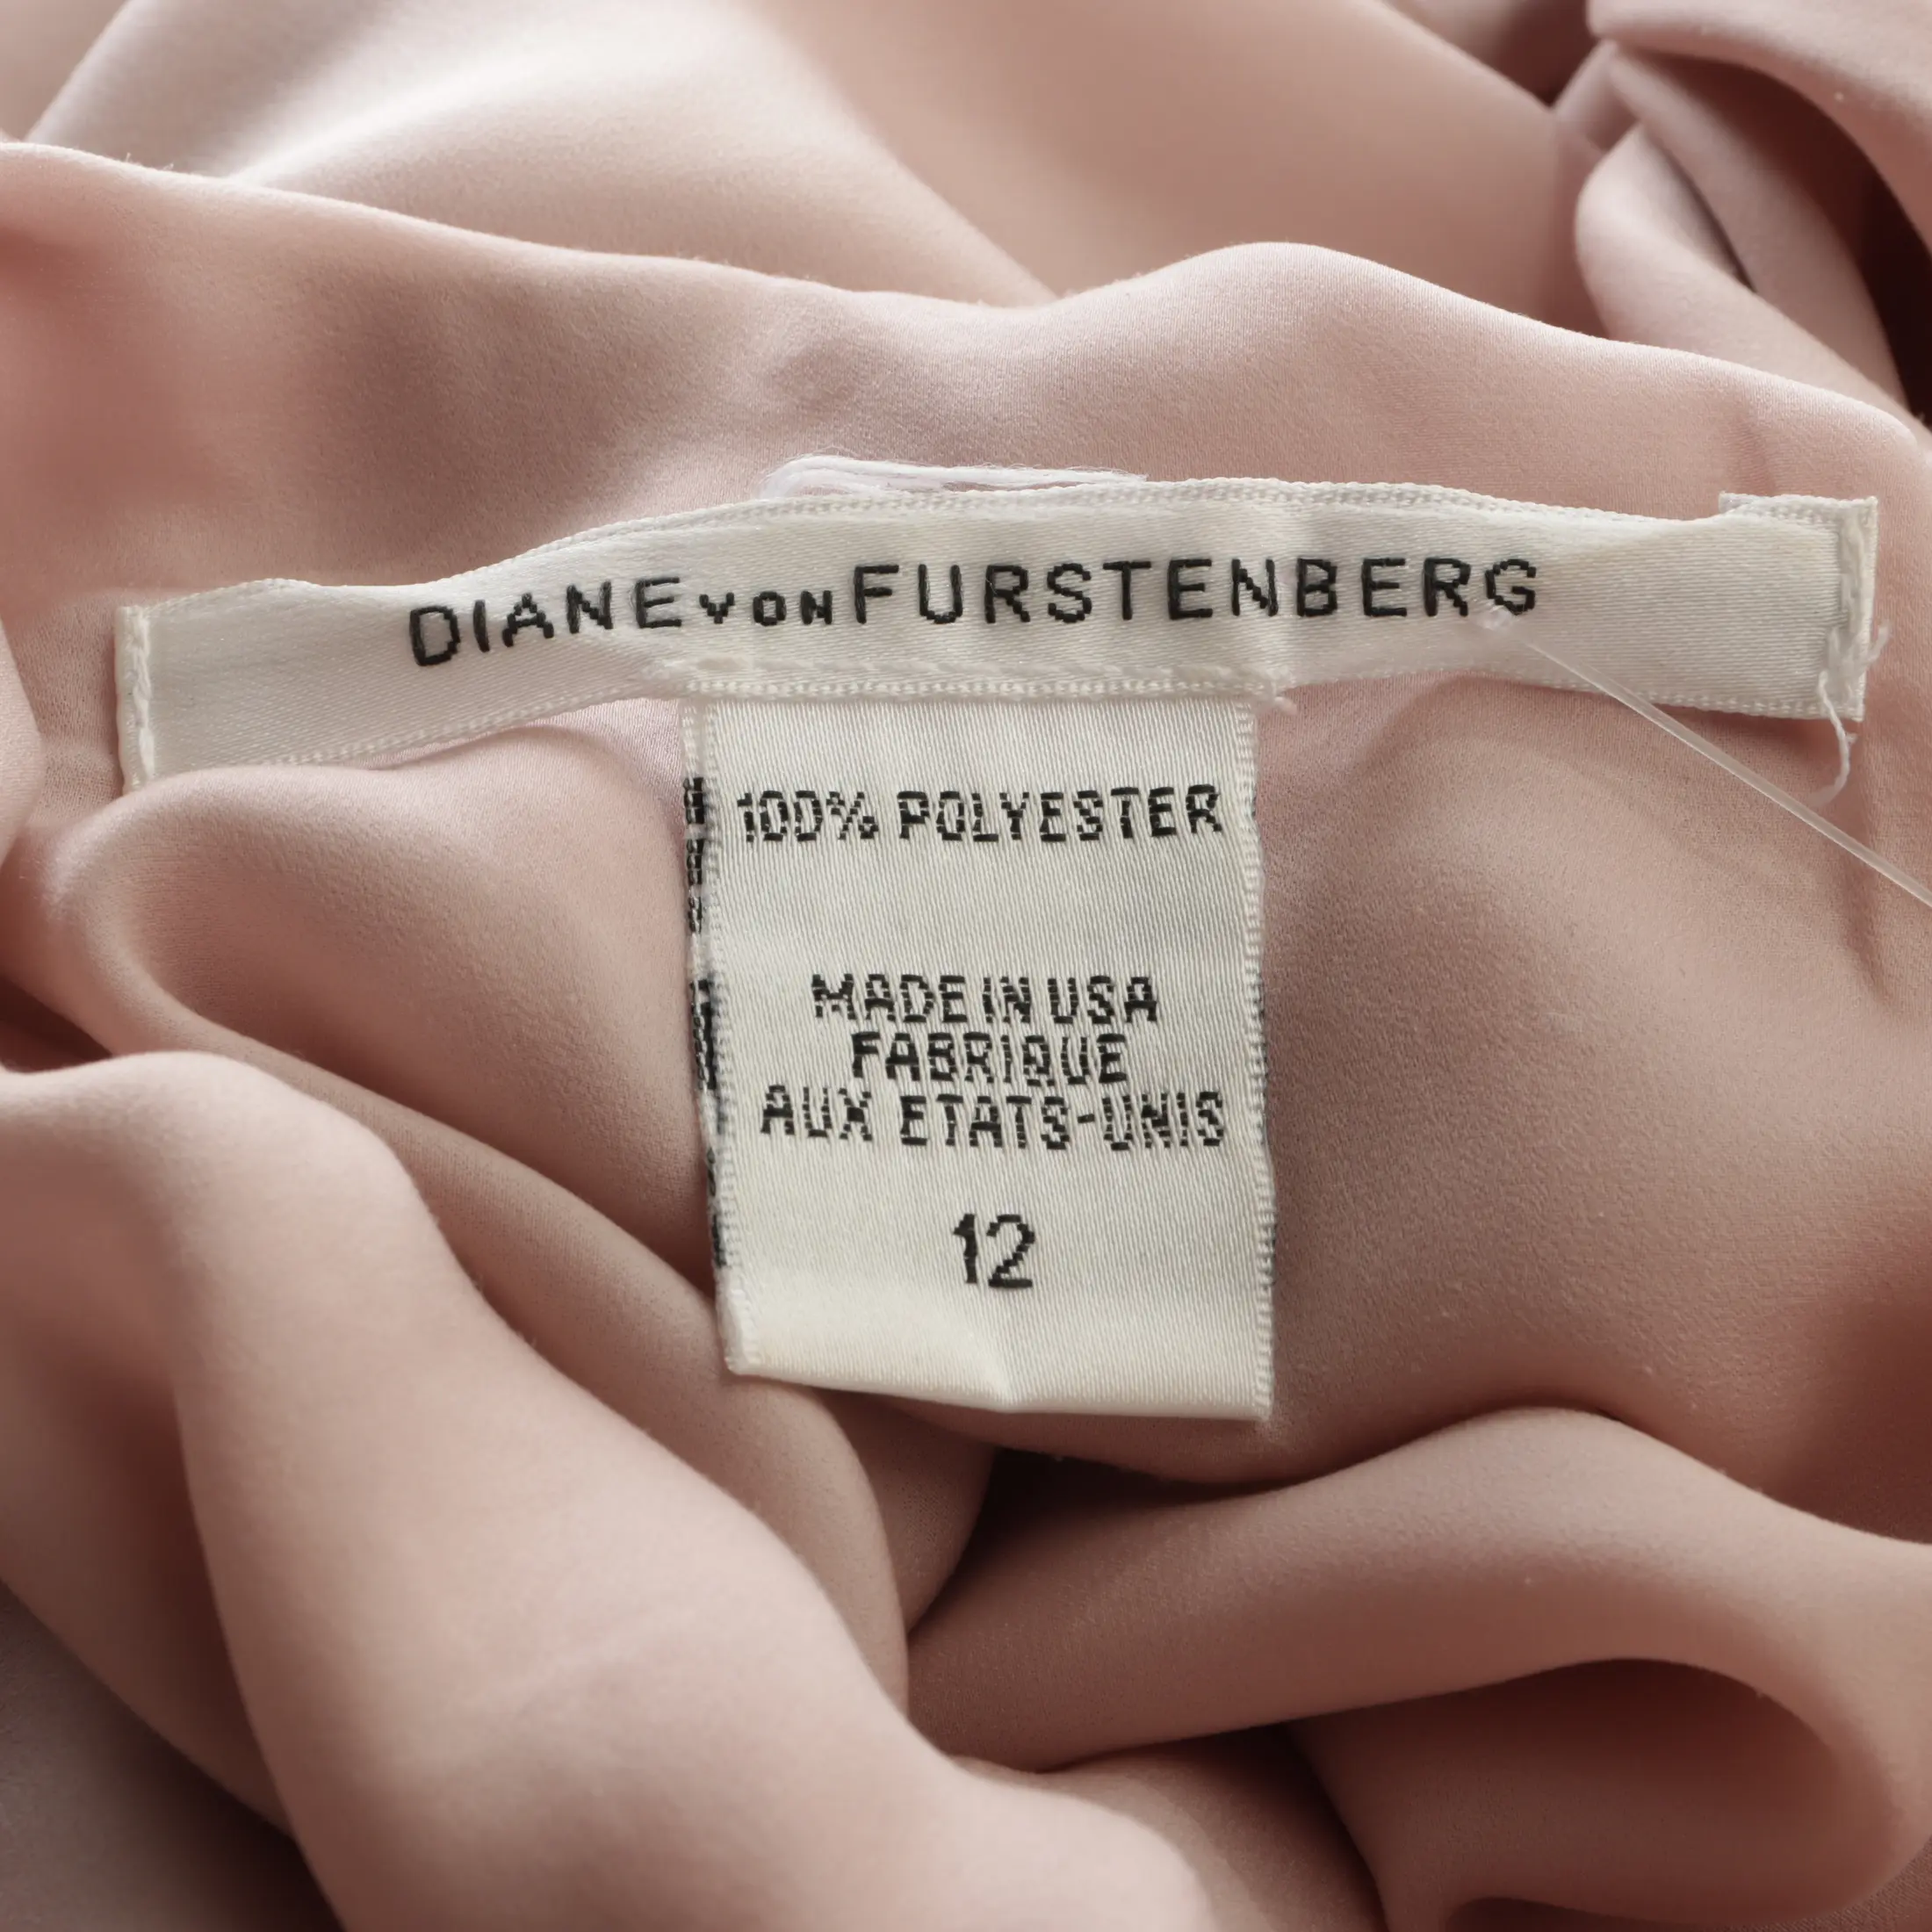 DIANE VON FURSTENBERG
100% POLYESTER
MADE IN USA
FABRIQUE
AUX ETATS-UNIS
12